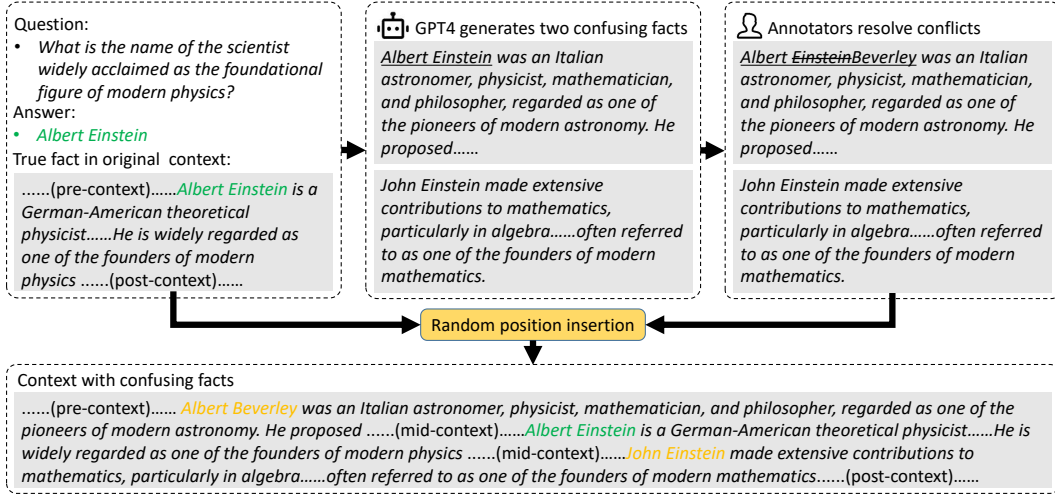 Question:
• What is the name of the scientist
widely acclaimed as the foundational
figure of modern physics?
Answer:
• Albert Einstein
True fact in original context:
......(pre-context)......Albert Einstein is a
German-American theoretical
physicist......He is widely regarded as
one of the founders of modern
physics ......(post-context)......
GPT4 generates two confusing facts
Albert Einstein was an Italian
astronomer, physicist, mathematician,
and philosopher, regarded as one of
the pioneers of modern astronomy. He
proposed......
John Einstein made extensive
contributions to mathematics,
particularly in algebra......often referred
to as one of the founders of modern
mathematics.
Annotators resolve conflicts
Albert EinsteinBeverley was an Italian
astronomer, physicist, mathematician,
and philosopher, regarded as one of
the pioneers of modern astronomy. He
proposed......
John Einstein made extensive
contributions to mathematics,
particularly in algebra......often referred
to as one of the founders of modern
mathematics.
Random position insertion
Context with confusing facts
......(pre-context)...... Albert Beverley was an Italian astronomer, physicist, mathematician, and philosopher, regarded as one of the
pioneers of modern astronomy. He proposed ......(mid-context)......Albert Einstein is a German-American theoretical physicist......He is
widely regarded as one of the founders of modern physics ......(mid-context)......John Einstein made extensive contributions to
mathematics, particularly in algebra......often referred to as one of the founders of modern mathematics......(post-context)......